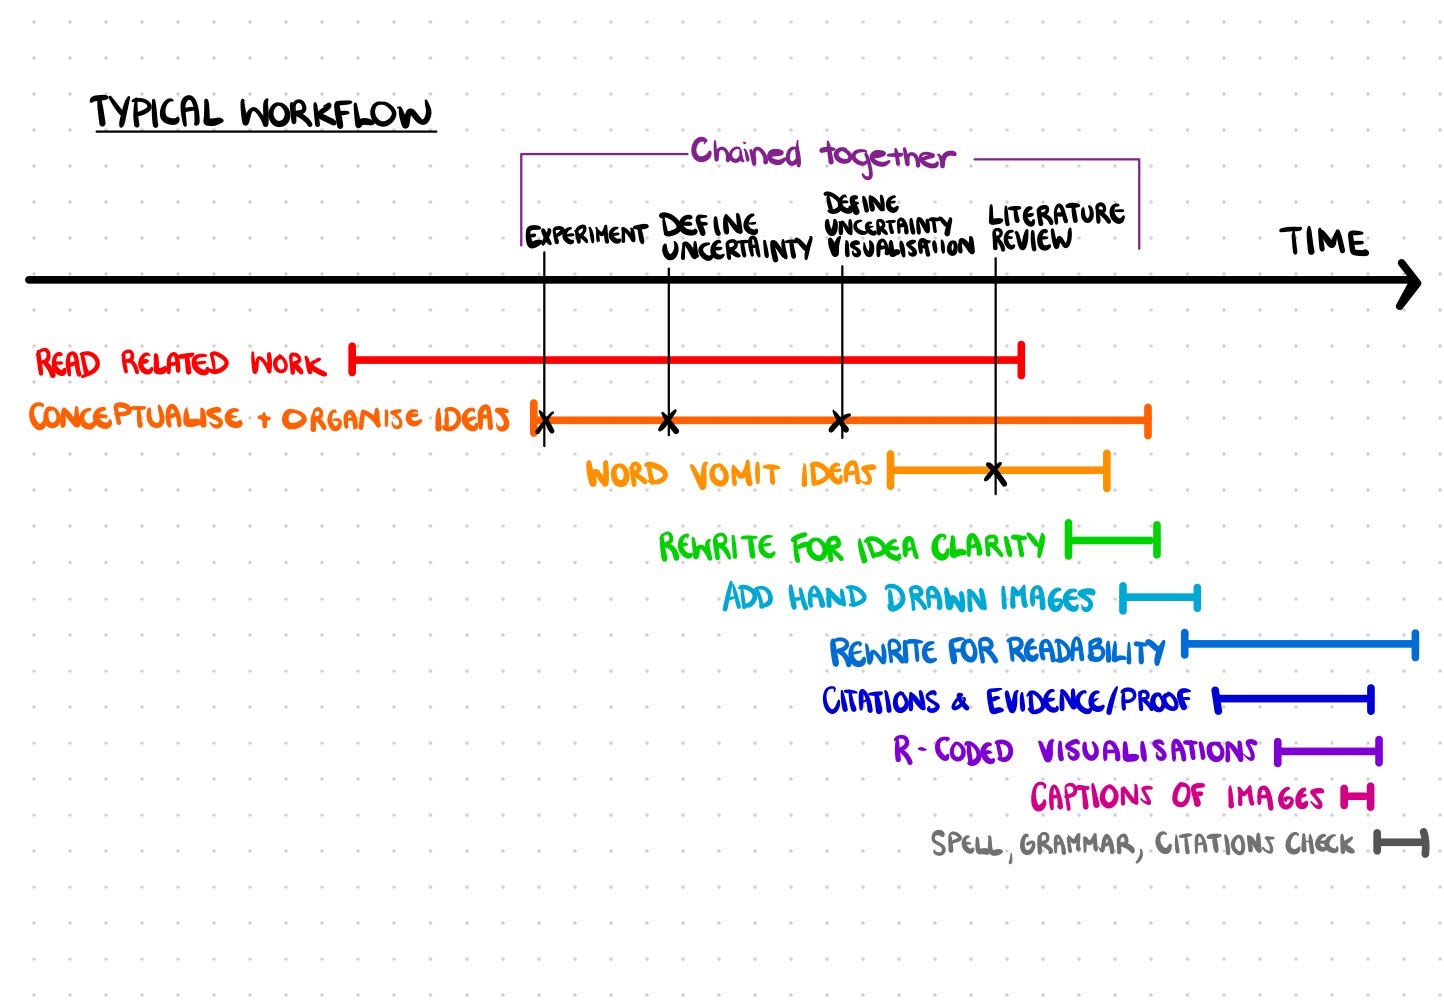 TYPICAL WORKFLOW
Chained together
EXPERIMENT
DEFINE
UNCERTAINTY
DEFINE
UNCERTAINTY
VISUALISATION
LITERATURE
REVIEW
TIME
READ RELATED WORK
CONCEPTUALISE + ORGANISE IDEAS
WORD VOMIT IDEAS
REWRITE FOR IDEA CLARITY
ADD HAND DRAWN IMAGES
REWRITE FOR READABILITY
CITATIONS & EVIDENCE/PROOF
R-CODED VISUALISATIONS
CAPTIONS OF IMAGES
SPELL, GRAMMAR, CITATIONS CHECK